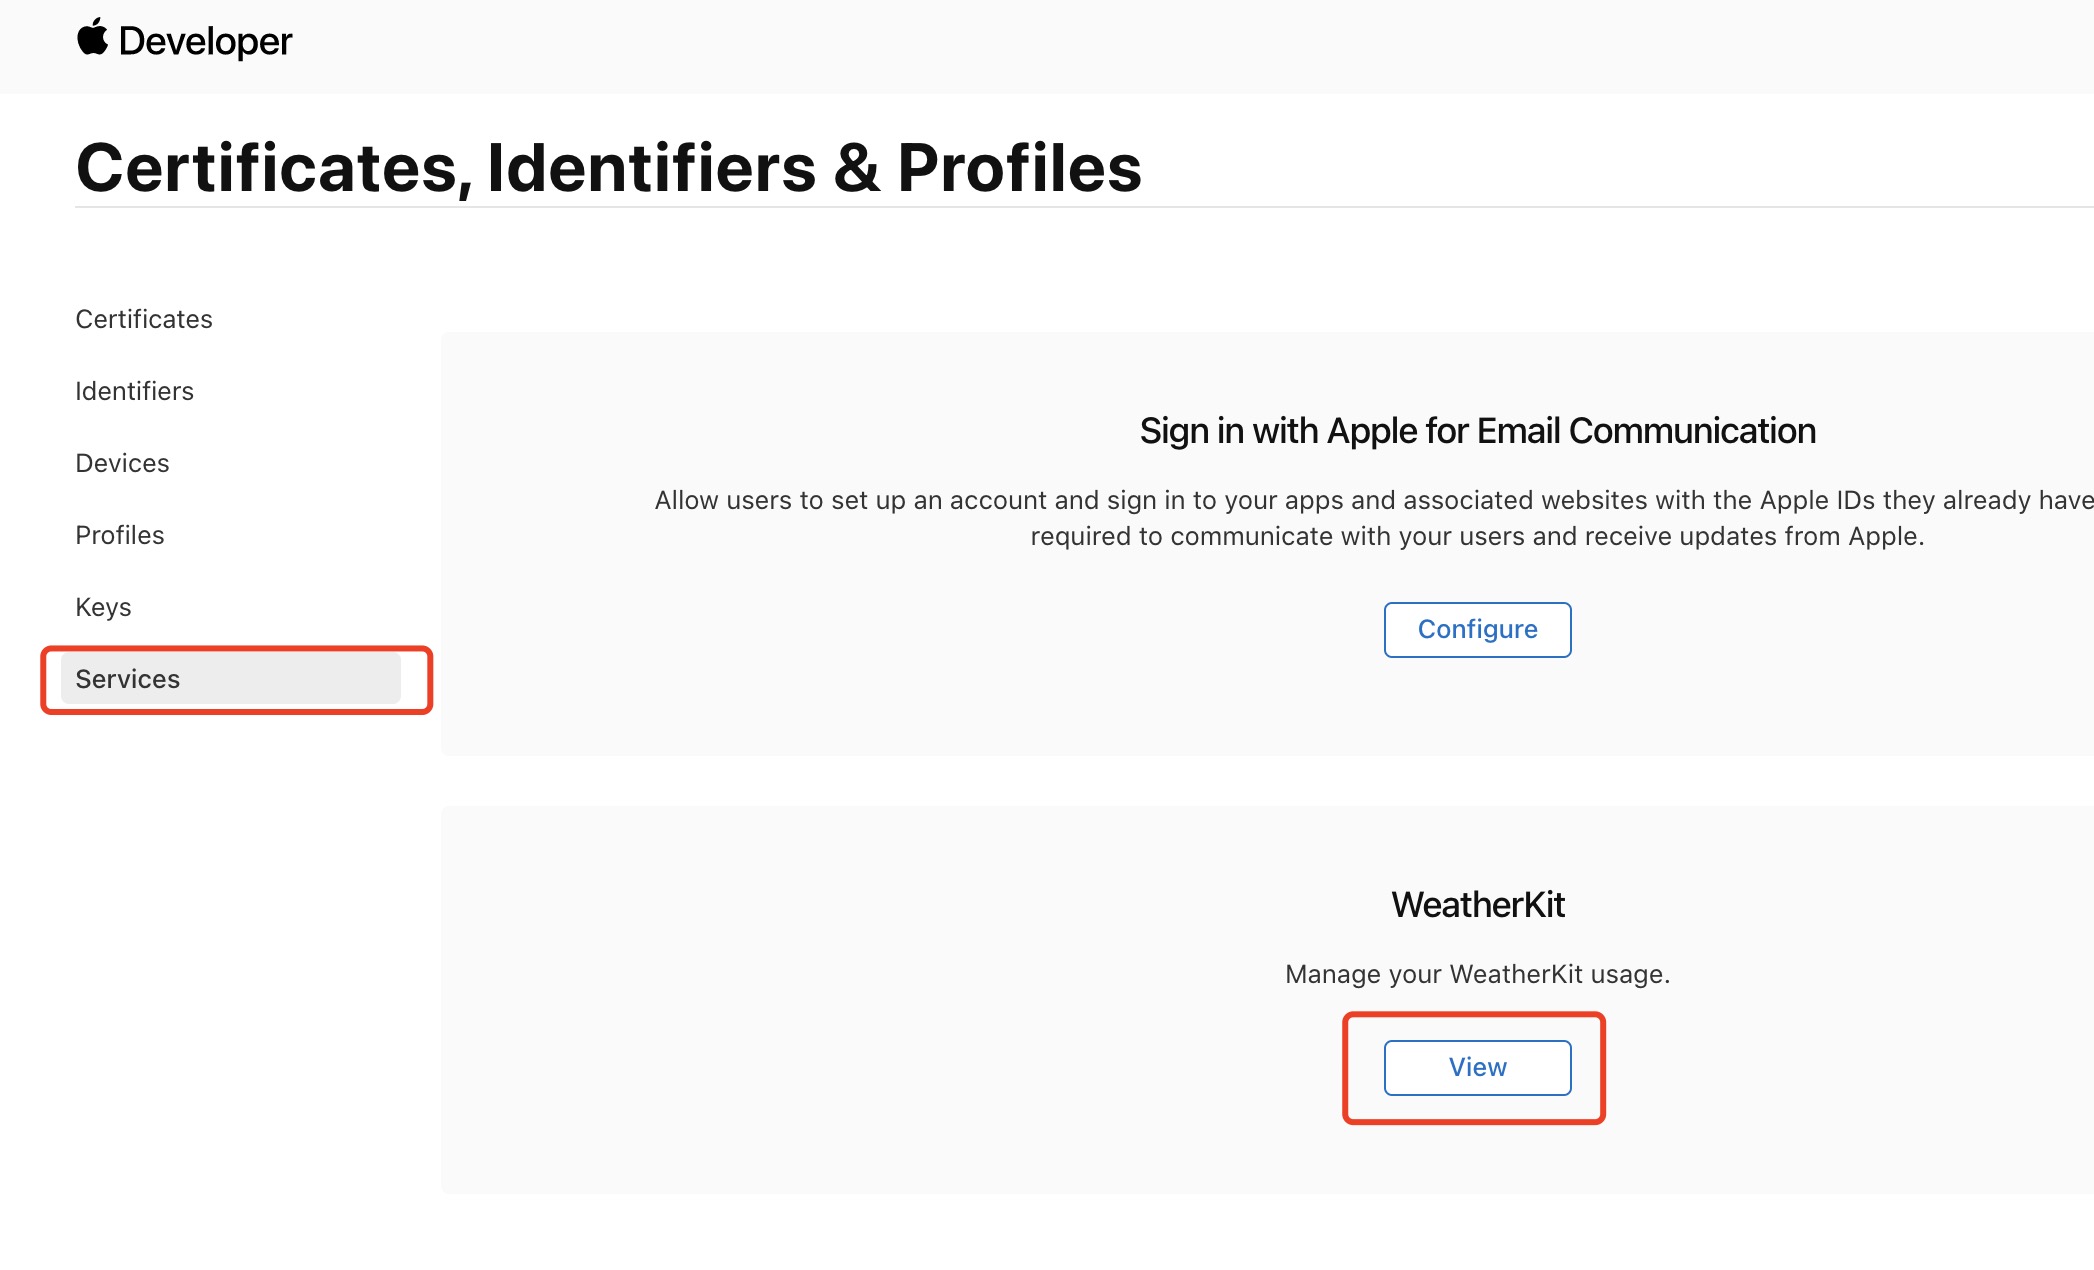 Developer
Certificates, Identifiers & Profiles
Certificates
Identifiers
Devices
Profiles
Keys
Services
Sign in with Apple for Email Communication
Allow users to set up an account and sign in to your apps and associated websites with the Apple IDs they already have
required to communicate with your users and receive updates from Apple.
Configure
WeatherKit
Manage your WeatherKit usage.
View